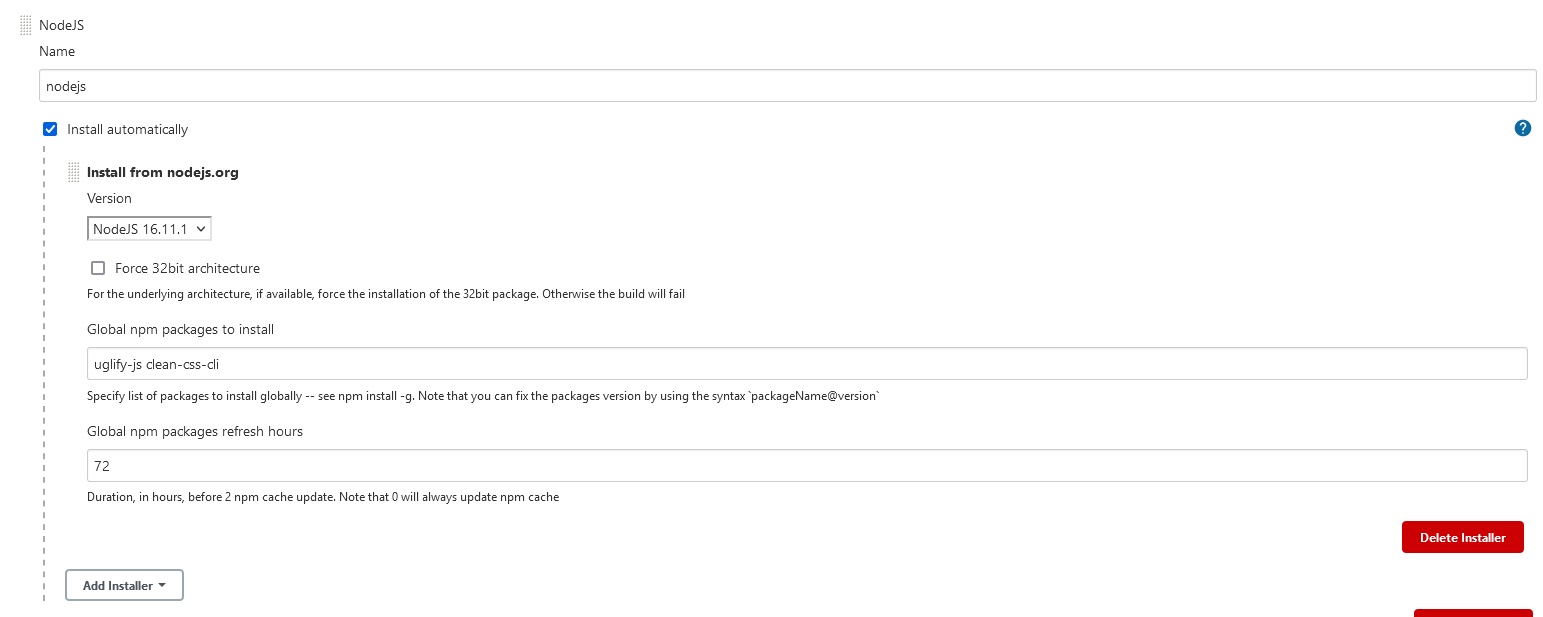 NodeJS
Name
nodejs
Install automatically
?
Install from nodejs.org
Version
NodeJS 16.11.1
Force 32bit architecture
For the underlying architecture, if available, force the installation of the 32bit package. Otherwise the build will fail
Global npm packages to install
uglify-js clean-css-cli
Specify list of packages to install globally -- see npm install -g. Note that you can fix the packages version by using the syntax `packageName@version`
Global npm packages refresh hours
72
Duration, in hours, before 2 npm cache update. Note that 0 will always update npm cache
Delete Installer
Add Installer